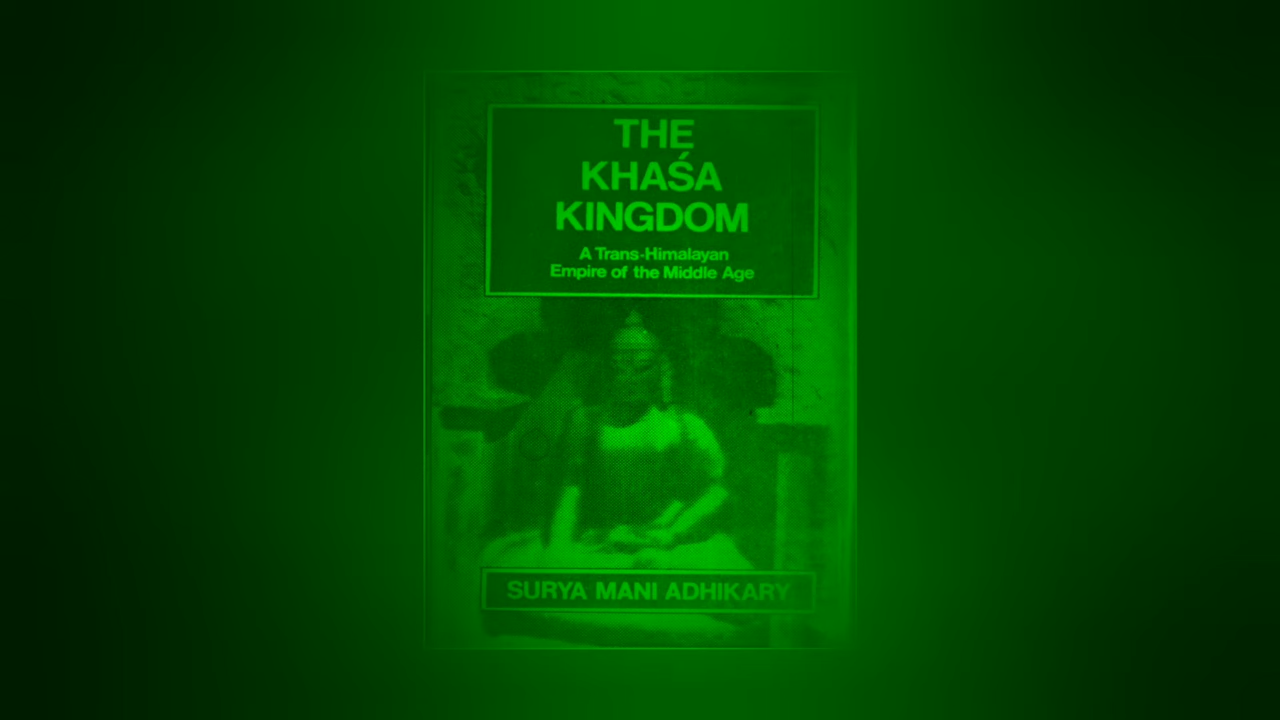 THE
KHAŚA
KINGDOM
A Trans-Himalayan
Empire of the Middle Age
SURYA MANI ADHIKARY